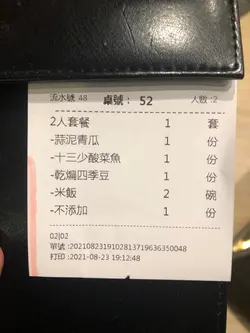 流水號 48 桌號： 52 人數 :2
2人套餐 1 套
-蒜泥青瓜 1 份
-十三少酸菜魚 1 份
-乾煸四季豆 1 份
-米飯 2 碗
-不添加 1 份
02|02
單號 :2021082319102813719636350048
打印 :2021-08-23 19:12:48